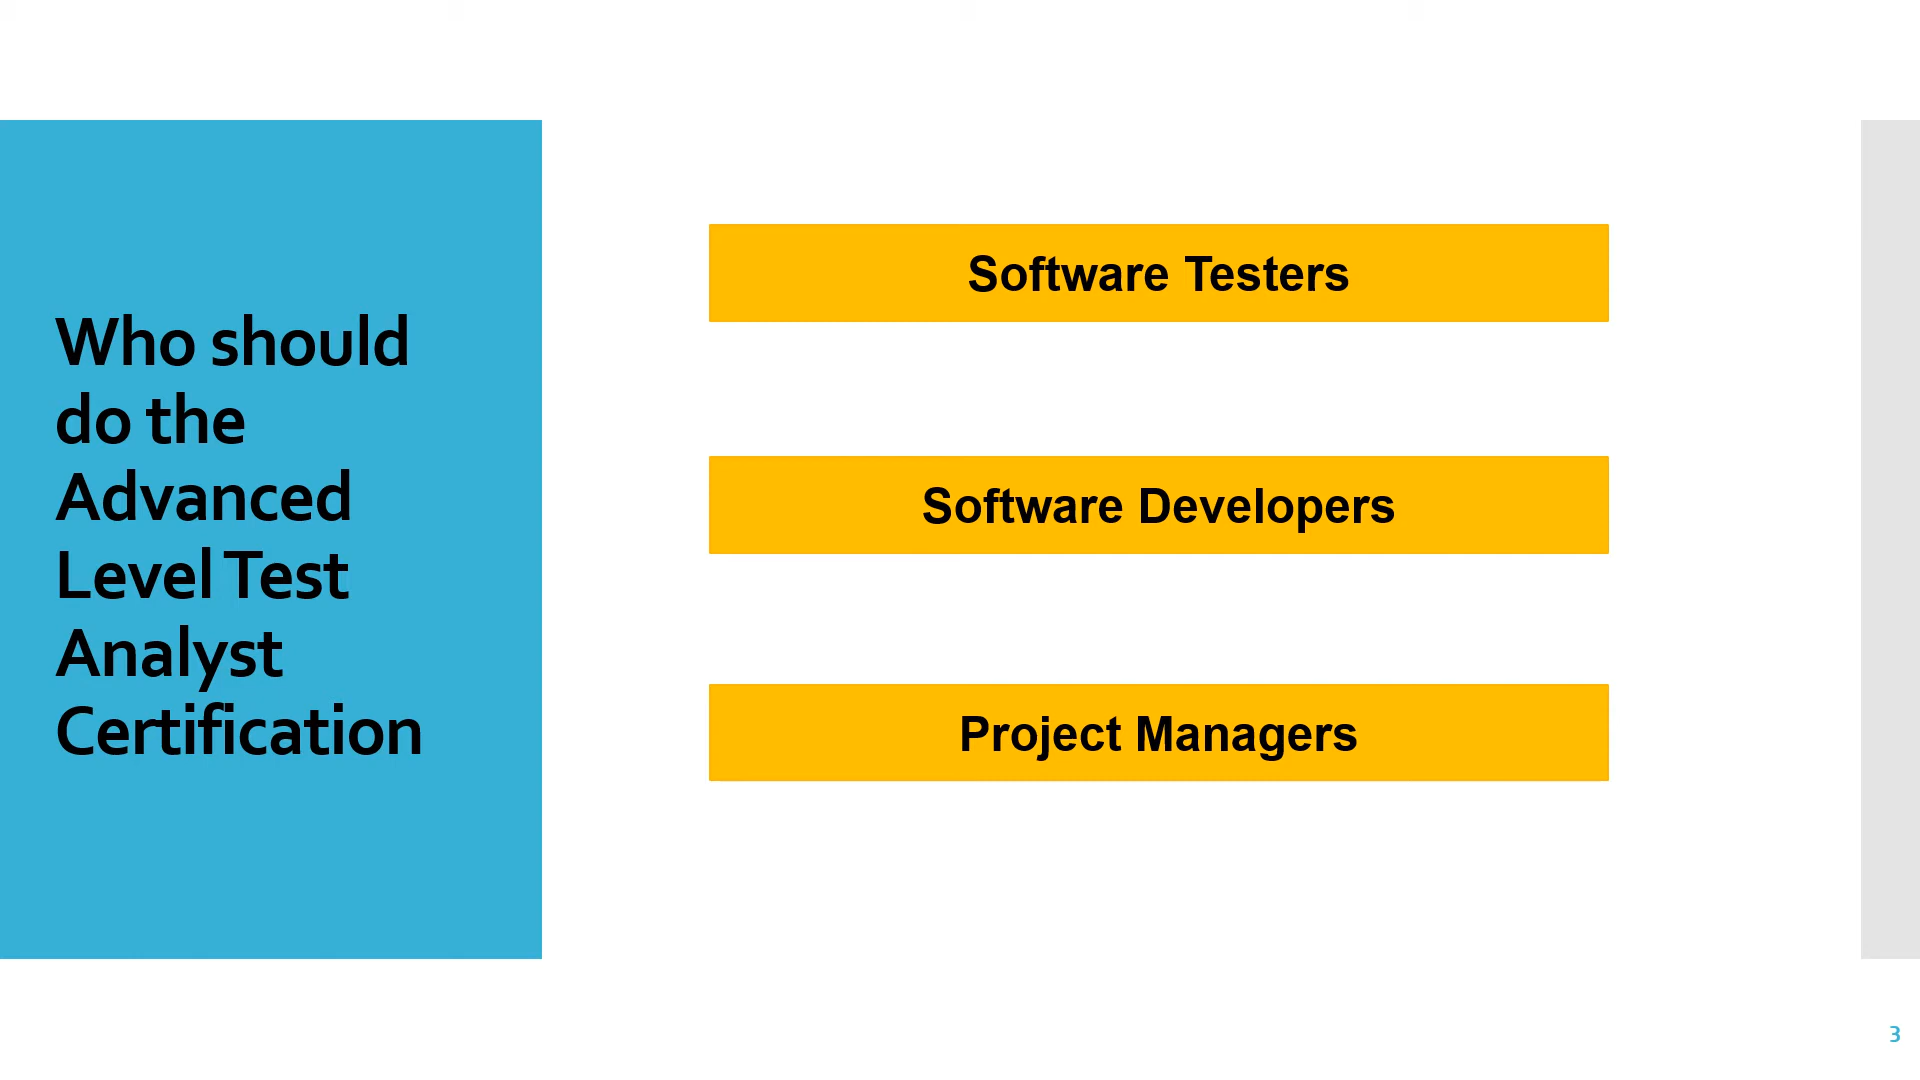 Who should
do the
Advanced
Level Test
Analyst
Certification
Software Testers
Software Developers
Project Managers
3